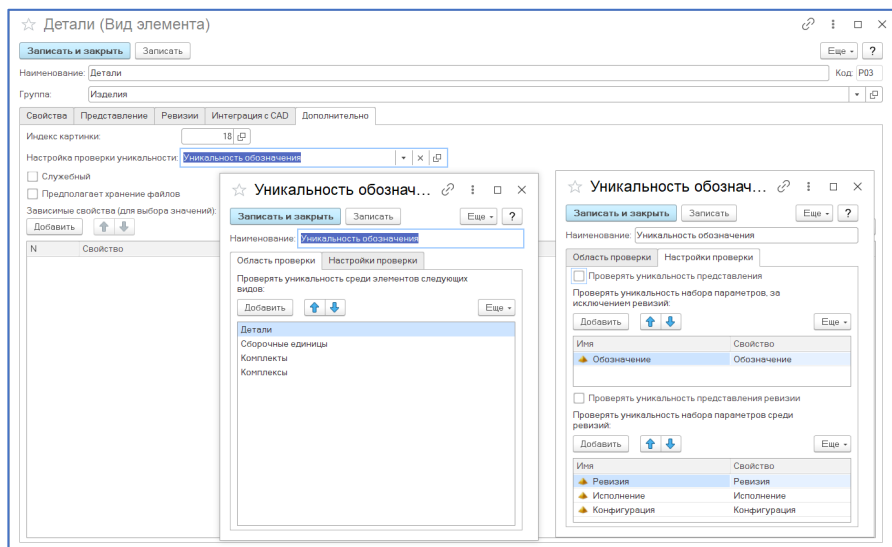 Детали (Вид элемента)
Записать и закрыть Записать Еще ?
Наименование: Детали Код: P03
Группа: Изделия
Свойства Представление Ревизии Интеграция с CAD Дополнительно
Индекс картинки: 18
Настройка проверки уникальности: Уникальность обозначения
Служебный
Предполагает хранение файлов
Зависимые свойства (для выбора значений):
Добавить
N Свойство
Уникальность обознач...
Записать и закрыть Записать Еще ?
Наименование: Уникальность обозначения
Область проверки Настройки проверки
Проверять уникальность среди элементов следующих
видов:
Добавить Еще
Детали
Сборочные единицы
Комплекты
Комплексы
Уникальность обознач...
Записать и закрыть Записать Еще ?
Наименование: Уникальность обозначения
Область проверки Настройки проверки
Проверять уникальность представления
Проверять уникальность набора параметров, за
исключением ревизий:
Добавить Еще
Имя Свойство
Обозначение Обозначение
Проверять уникальность представления ревизии
Проверять уникальность набора параметров среди
ревизий:
Добавить Еще
Имя Свойство
Ревизия Ревизия
Исполнение Исполнение
Конфигурация Конфигурация